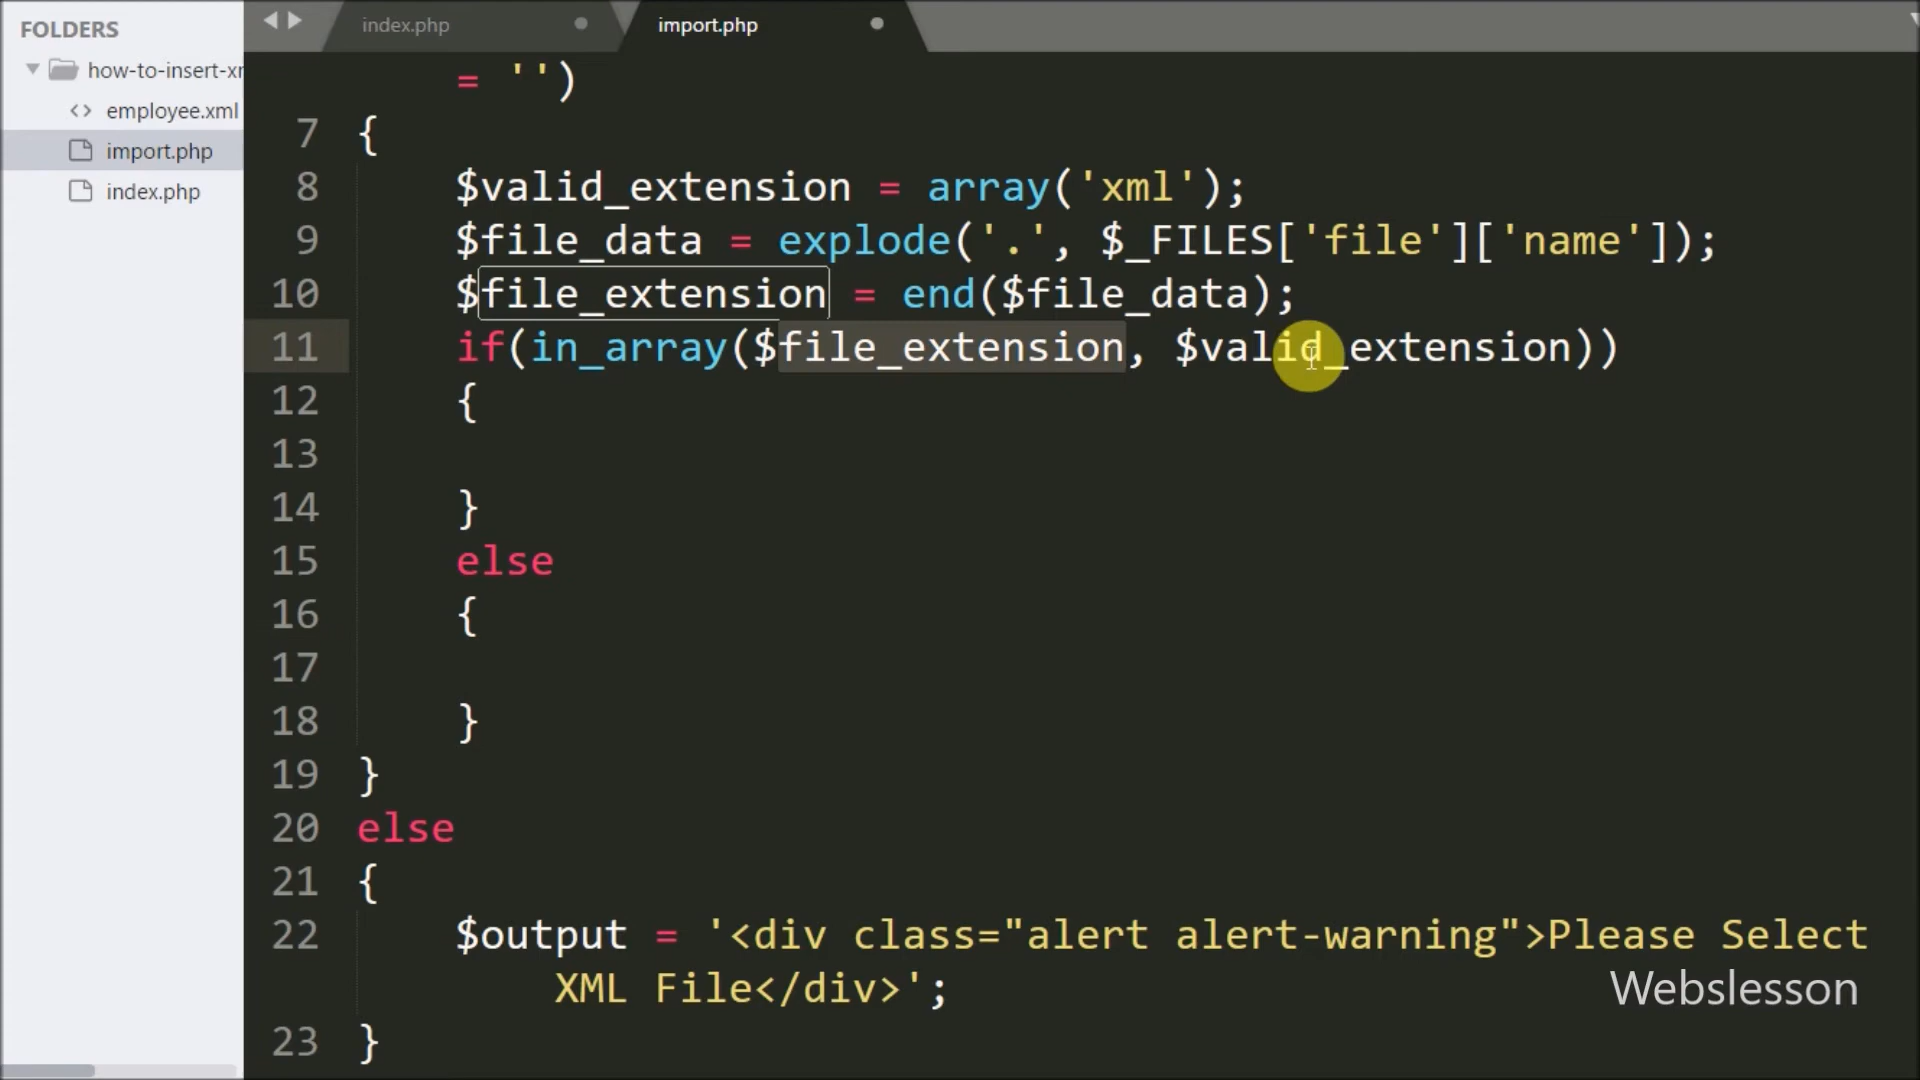 FOLDERS
how-to-insert-xr
employee.xml
import.php
index.php
index.php
import.php
= '')
7 {
8 $valid_extension = array('xml');
9 $file_data = explode('.', $_FILES['file']['name']);
10 $file_extension = end($file_data);
11 if(in_array($file_extension, $valid_extension))
12 {
13
14 }
15 else
16 {
17
18 }
19 }
20 else
21 {
22 $output = '<div class="alert alert-warning">Please Select
XML File</div>';
23 }
Webslesson